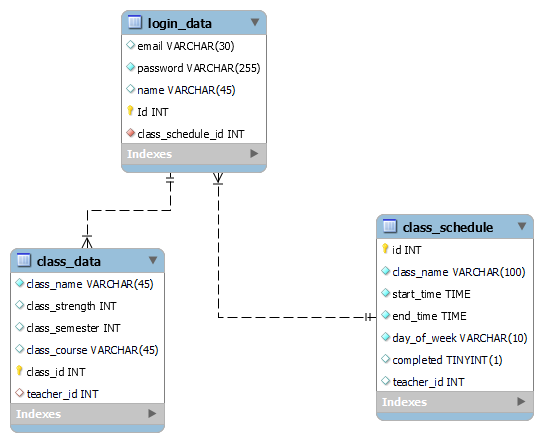 login_data
email VARCHAR(30)
password VARCHAR(255)
name VARCHAR(45)
Id INT
class_schedule_id INT
Indexes
class_data
class_name VARCHAR(45)
class_strength INT
class_semester INT
class_course VARCHAR(45)
class_id INT
teacher_id INT
Indexes
class_schedule
id INT
class_name VARCHAR(100)
start_time TIME
end_time TIME
day_of_week VARCHAR(10)
completed TINYINT(1)
teacher_id INT
Indexes